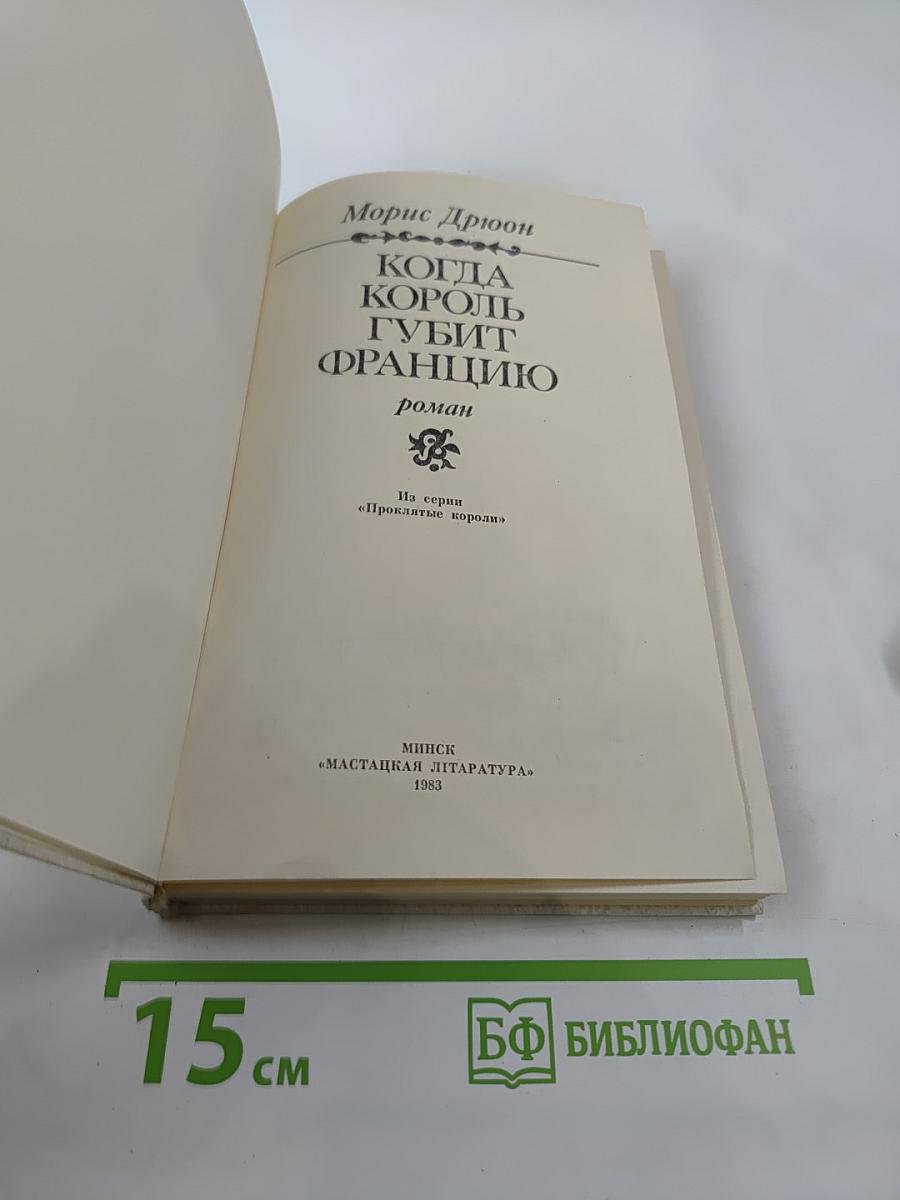 Морис Дрюон
КОГДА
КОРОЛЬ
ГУБИТ
ФРАНЦИЮ
роман
Из серии
«Проклятые короли»
МИНСК
«МАСТАЦКАЯ ЛІТАРАТУРА»
1983
15 см
БФ БИБЛИОФАН